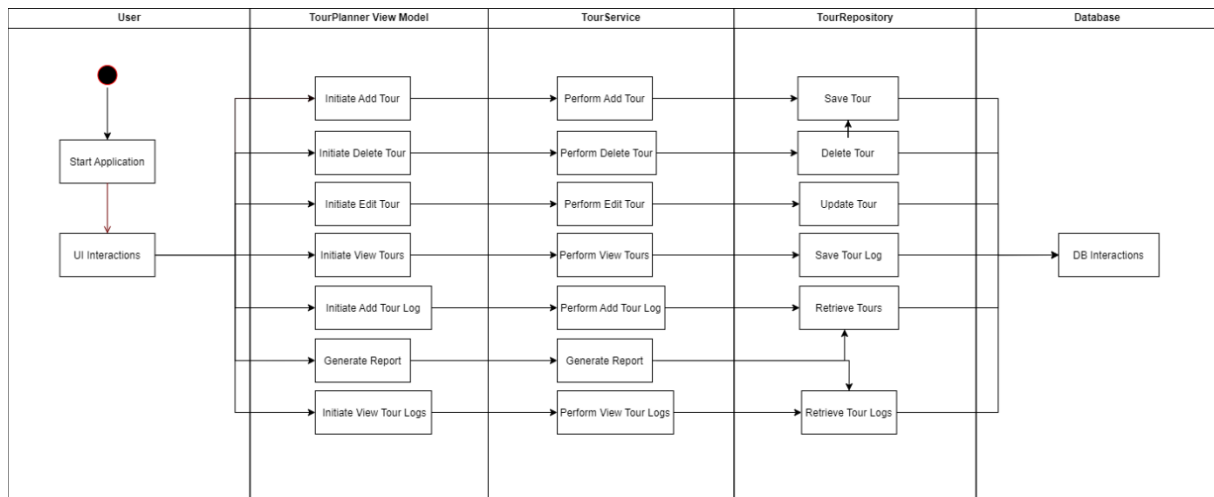 User
TourPlanner View Model
TourService
TourRepository
Database
Initiate Add Tour
Perform Add Tour
Save Tour
Start Application
Initiate Delete Tour
Perform Delete Tour
Delete Tour
Initiate Edit Tour
Perform Edit Tour
Update Tour
UI Interactions
Initiate View Tours
Perform View Tours
Save Tour Log
DB Interactions
Initiate Add Tour Log
Perform Add Tour Log
Retrieve Tours
Generate Report
Generate Report
Initiate View Tour Logs
Perform View Tour Logs
Retrieve Tour Logs